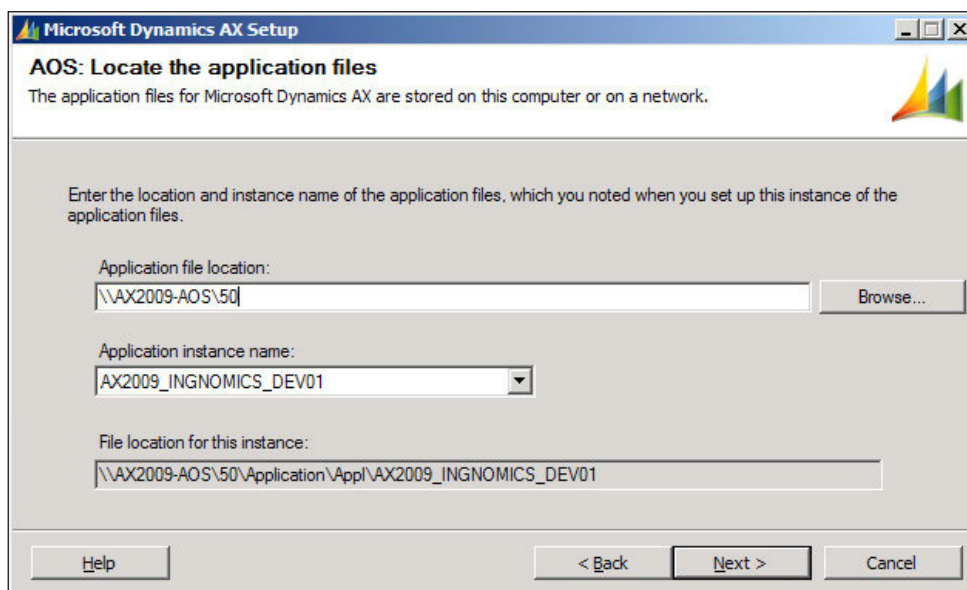 Microsoft Dynamics AX Setup
AOS: Locate the application files
The application files for Microsoft Dynamics AX are stored on this computer or on a network.
Enter the location and instance name of the application files, which you noted when you set up this instance of the
application files.
Application file location:
\\AX2009-AOS\50
Browse...
Application instance name:
AX2009_INGNOMICS_DEV01
File location for this instance:
\\AX2009-AOS\50\Application\Appl\AX2009_INGNOMICS_DEV01
Help
< Back
Next >
Cancel